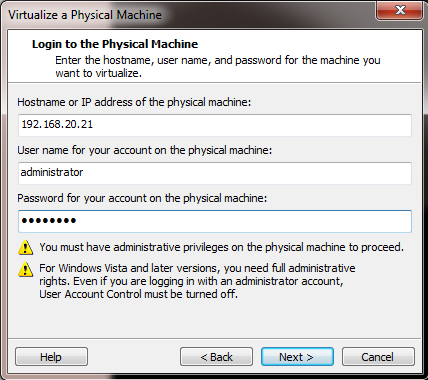 Virtualize a Physical Machine
Login to the Physical Machine
Enter the hostname, user name, and password for the machine you
want to virtualize.
Hostname or IP address of the physical machine:
192.168.20.21
User name for your account on the physical machine:
administrator
Password for your account on the physical machine:
●●●●●●●●
You must have administrative privileges on the physical machine to proceed.
For Windows Vista and later versions, you need full administrative
rights. Even if you are logging in with an administrator account,
User Account Control must be turned off.
Help < Back Next > Cancel